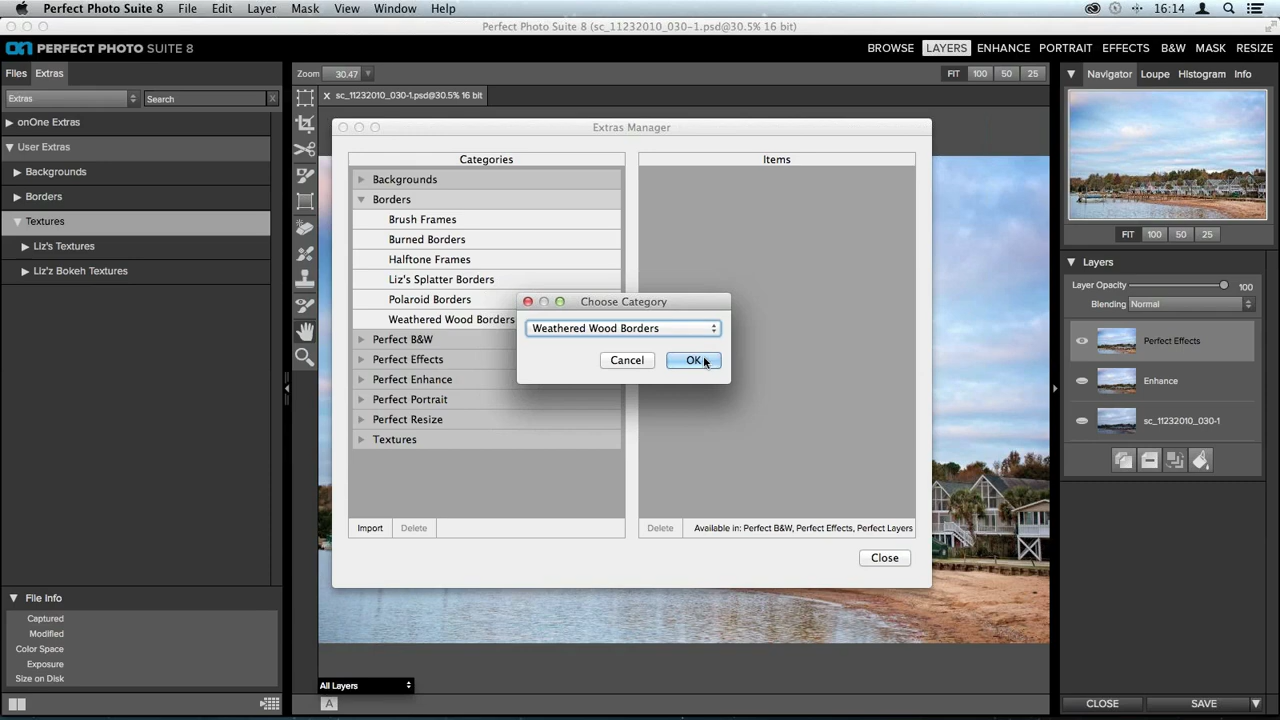 Perfect Photo Suite 8 File Edit Layer Mask View Window Help 16:14
Perfect Photo Suite 8 (sc_11232010_030-1.psd@30.5% 16 bit)
on PERFECT PHOTO SUITE 8 BROWSE LAYERS ENHANCE PORTRAIT EFFECTS B&W MASK RESIZE
Files Extras
Zoom 30.47 FIT 100 50 25
Navigator Loupe Histogram Info
Extras Search X
X sc_11232010_030-1.psd@30.5% 16 bit
onOne Extras
User Extras
Backgrounds
Borders
Textures
Liz's Textures
Liz'z Bokeh Textures
Extras Manager
Categories
Items
Backgrounds
Borders
Brush Frames
Burned Borders
Halftone Frames
Liz's Splatter Borders
Polaroid Borders
Weathered Wood Borders
Perfect B&W
Perfect Effects
Perfect Enhance
Perfect Portrait
Perfect Resize
Textures
Import Delete
Delete Available in: Perfect B&W, Perfect Effects, Perfect Layers
Close
Choose Category
Weathered Wood Borders
Cancel OK
FIT 100 50 25
Layers
Layer Opacity 100
Blending Normal
Perfect Effects
Enhance
sc_11232010_030-1
File Info
Captured
Modified
Color Space
Exposure
Size on Disk
All Layers
A
CLOSE SAVE